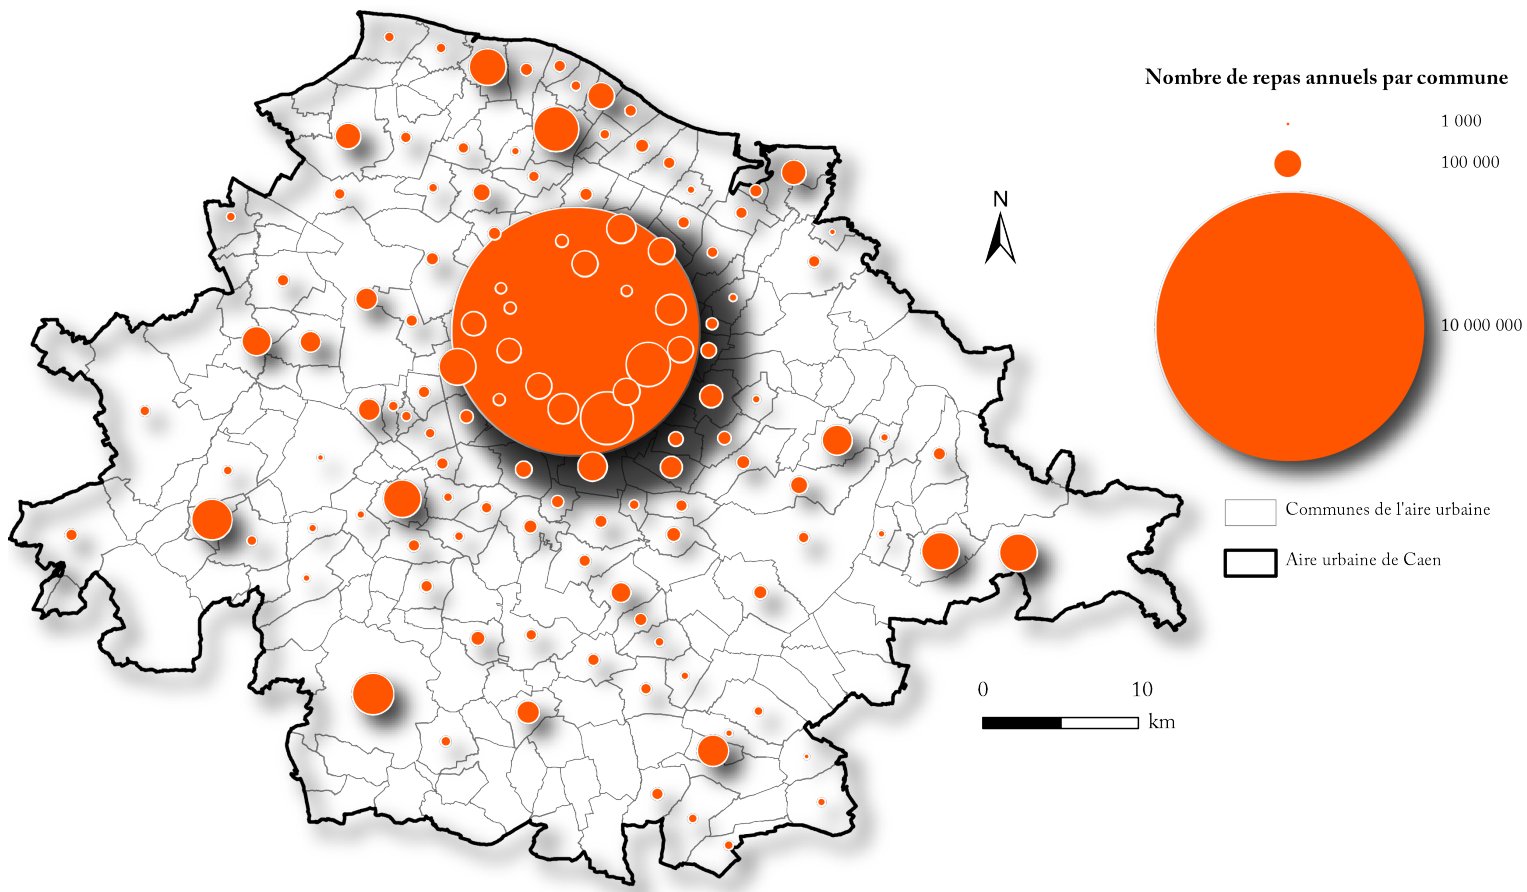 Nombre de repas annuels par commune
1 000
100 000
10 000 000
N
Communes de l'aire urbaine
Aire urbaine de Caen
0 10
km